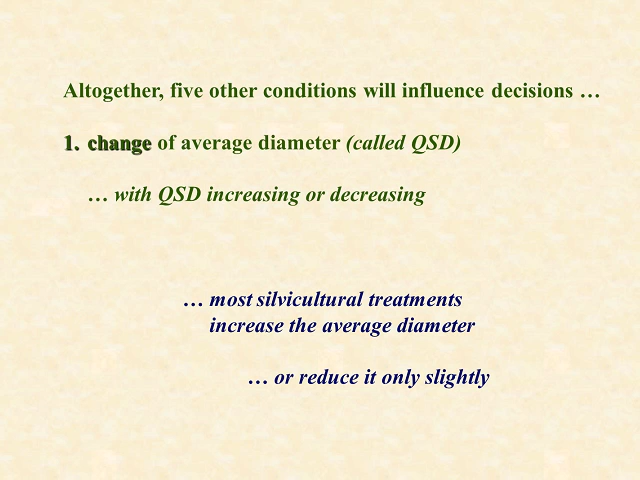 Altogether, five other conditions will influence decisions …
1. change of average diameter (called QSD)
… with QSD increasing or decreasing
… most silvicultural treatments
increase the average diameter
… or reduce it only slightly